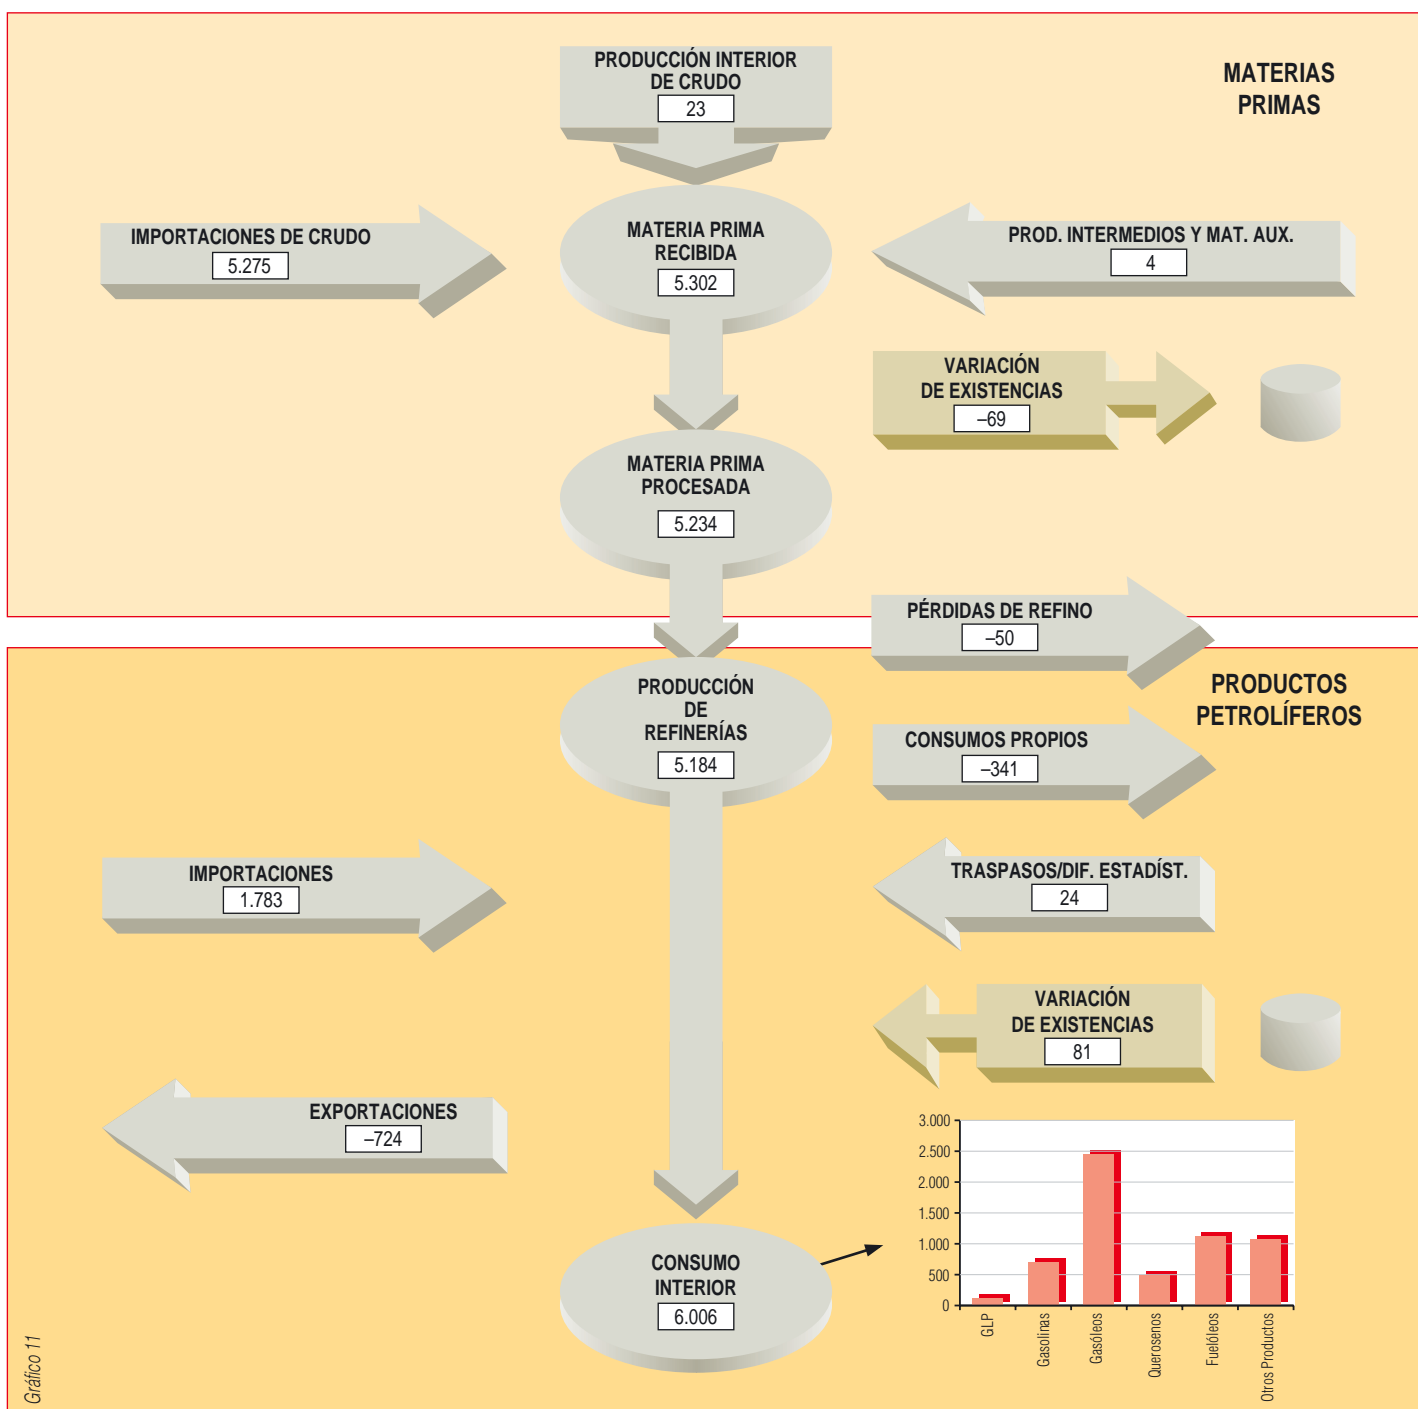 PRODUCCIÓN INTERIOR
DE CRUDO
23
MATERIAS
PRIMAS
IMPORTACIONES DE CRUDO
5.275
MATERIA PRIMA
RECIBIDA
5.302
PROD. INTERMEDIOS Y MAT. AUX.
4
VARIACIÓN
DE EXISTENCIAS
–69
MATERIA PRIMA
PROCESADA
5.234
PÉRDIDAS DE REFINO
–50
PRODUCTOS
PETROLÍFEROS
PRODUCCIÓN
DE
REFINERÍAS
5.184
CONSUMOS PROPIOS
–341
IMPORTACIONES
1.783
TRASPASOS/DIF. ESTADÍST.
24
VARIACIÓN
DE EXISTENCIAS
81
EXPORTACIONES
–724
CONSUMO
INTERIOR
6.006
3.000
2.500
2.000
1.500
1.000
500
0
GLP
Gasolinas
Gasóleos
Querosenos
Fuelóleos
Otros Productos
Gráfico 11